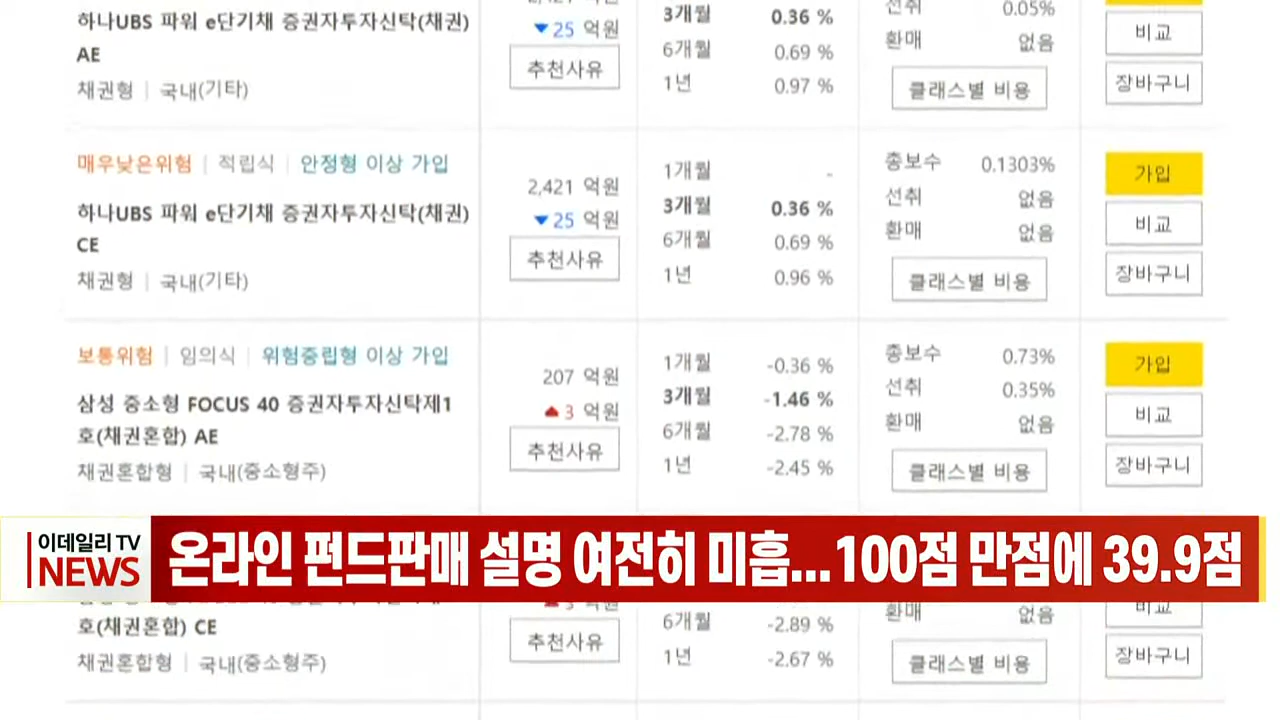 하나UBS 파워 e단기채 증권자투자신탁(채권)
AE
채권형 | 국내(기타)
▼25 억원
추천사유
3개월 0.36 %
6개월 0.69 %
1년 0.97 %
선취 0.05%
환매 없음
클래스별 비용
비교
장바구니
매우낮은위험 | 적립식 | 안정형 이상 가입
하나UBS 파워 e단기채 증권자투자신탁(채권)
CE
채권형 | 국내(기타)
2,421 억원
▼25 억원
추천사유
1개월 -
3개월 0.36 %
6개월 0.69 %
1년 0.96 %
총보수 0.1303%
선취 없음
환매 없음
클래스별 비용
가입
비교
장바구니
보통위험 | 임의식 | 위험중립형 이상 가입
삼성 중소형 FOCUS 40 증권자투자신탁제1
호(채권혼합) AE
채권혼합형 | 국내(중소형주)
207 억원
▲3 억원
추천사유
1개월 -0.36 %
3개월 -1.46 %
6개월 -2.78 %
1년 -2.45 %
총보수 0.73%
선취 0.35%
환매 없음
클래스별 비용
가입
비교
장바구니
이데일리 TV
NEWS
온라인 펀드판매 설명 여전히 미흡...100점 만점에 39.9점
호(채권혼합) CE
채권혼합형 | 국내(중소형주)
추천사유
6개월 -2.89 %
1년 -2.67 %
환매 없음
클래스별 비용
비교
장바구니